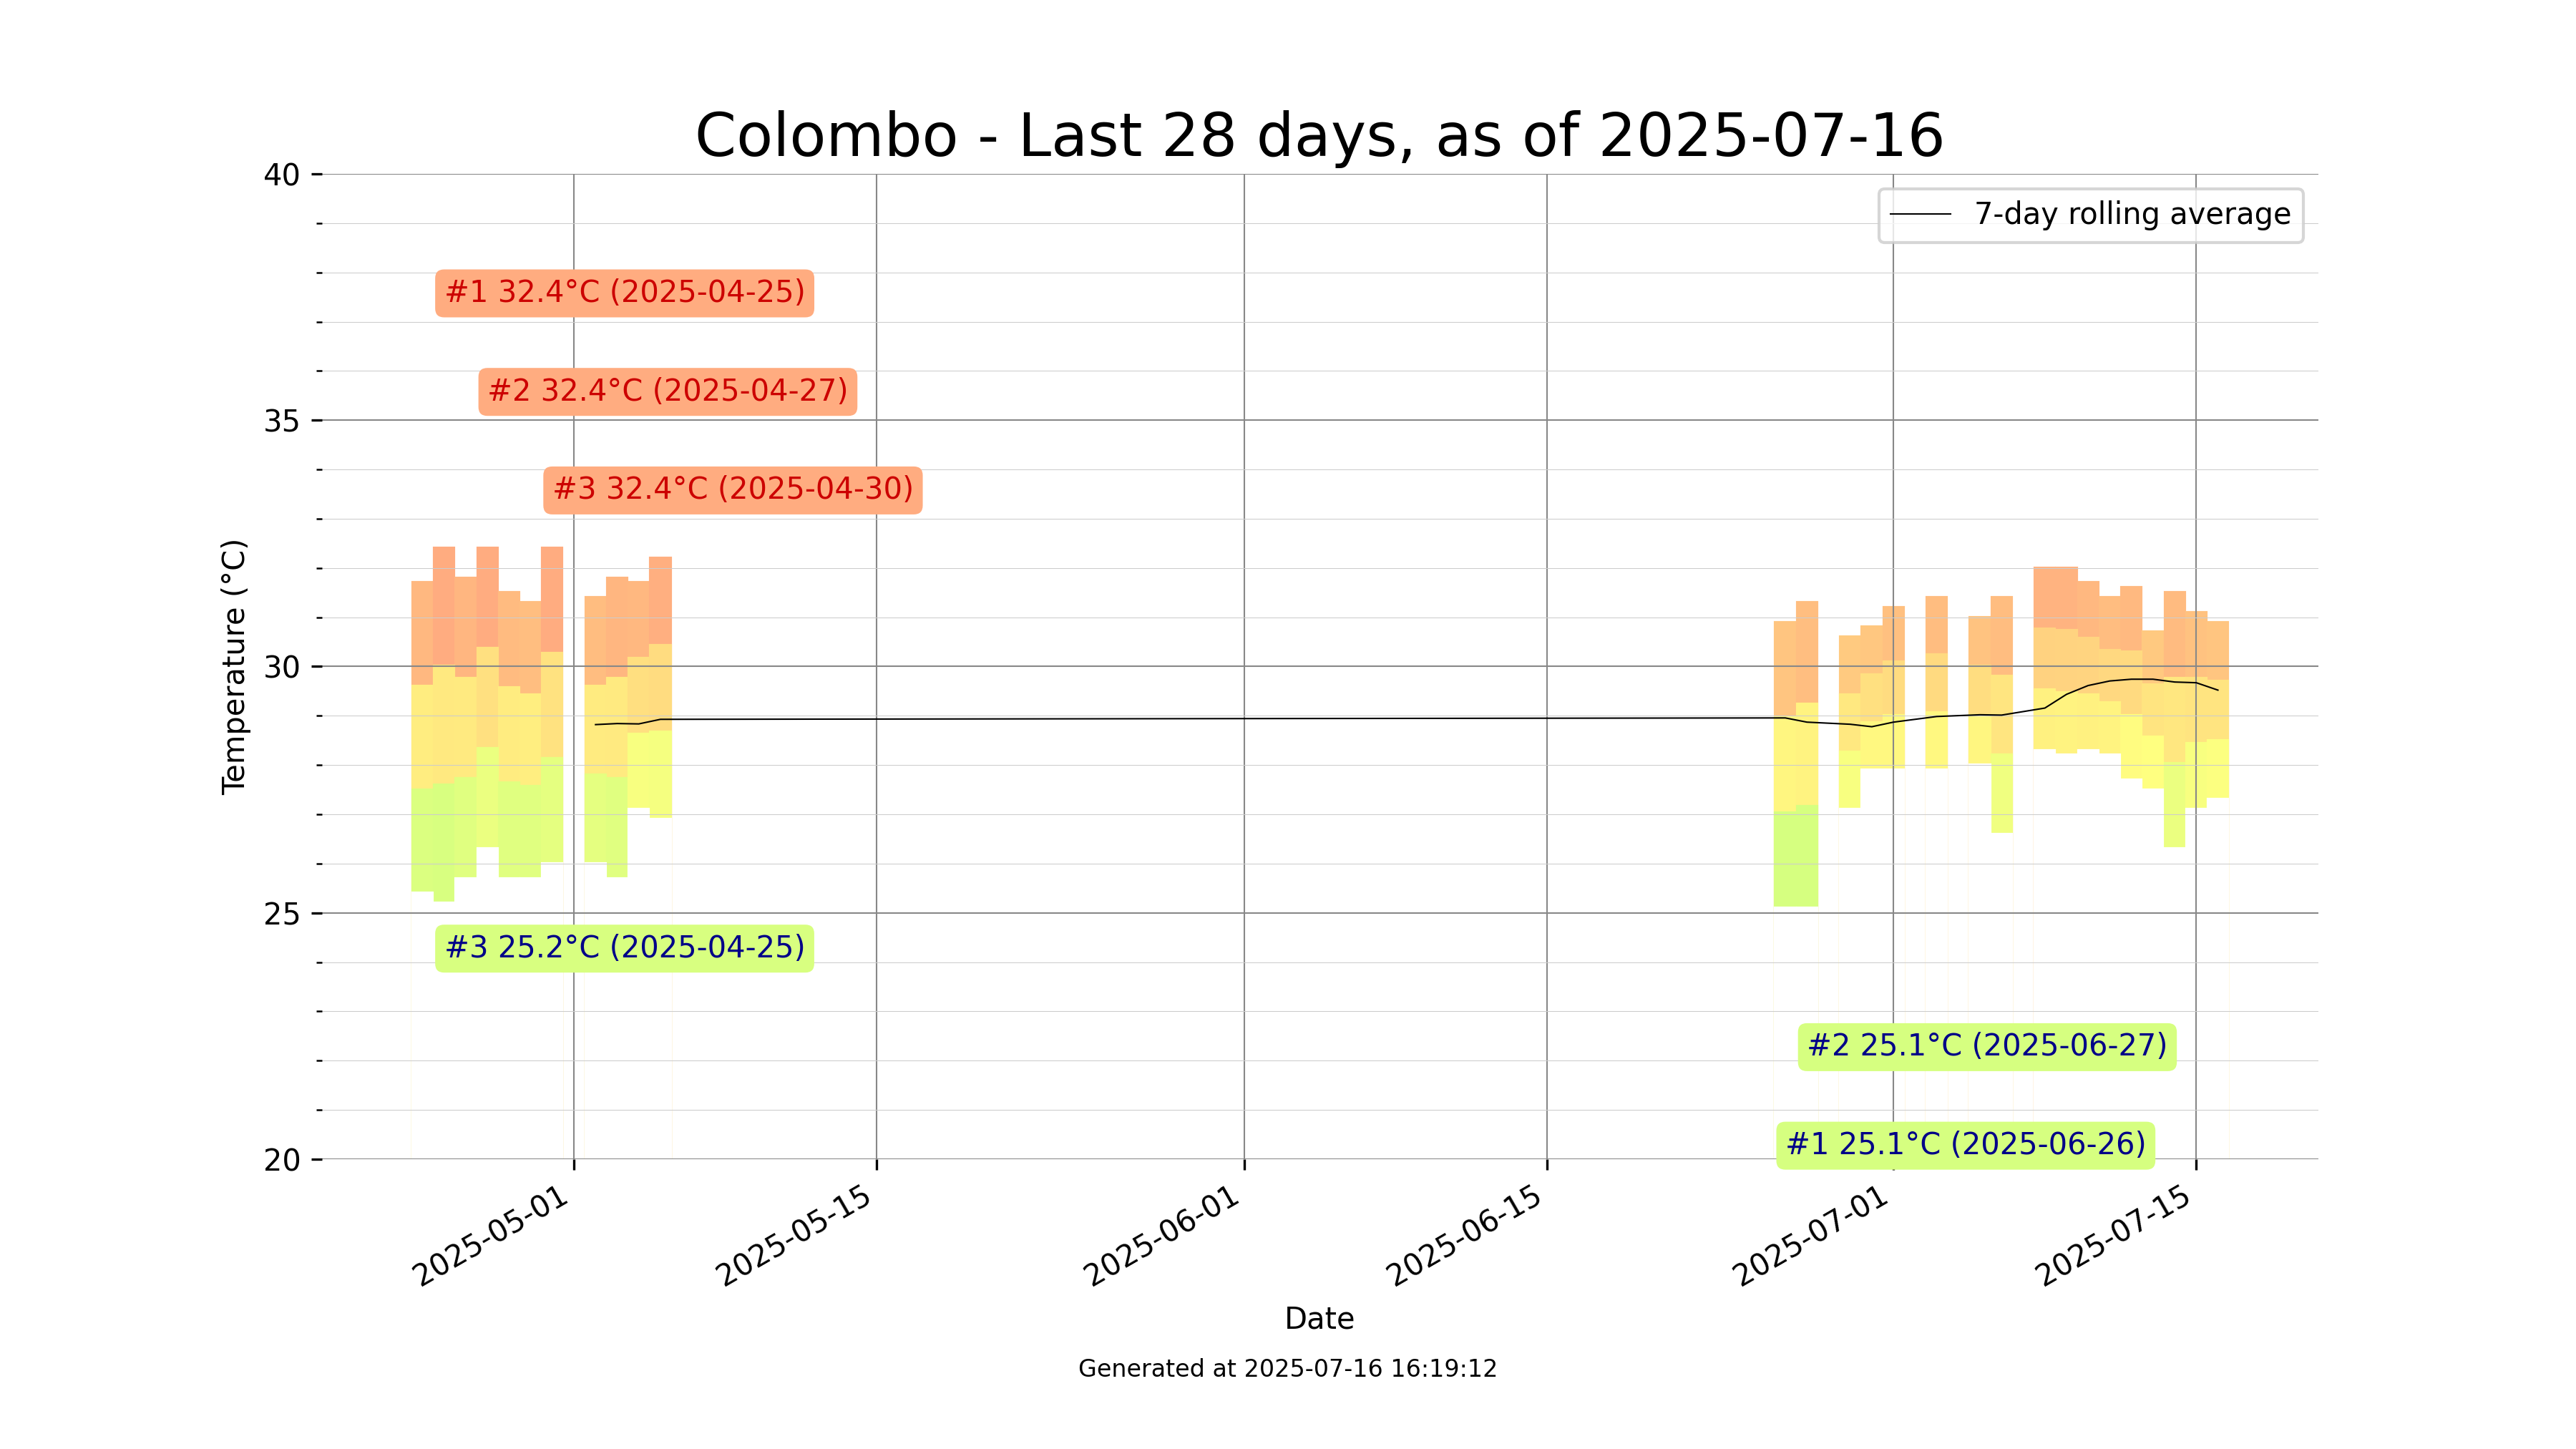 Colombo - Last 28 days, as of 2025-07-16
7-day rolling average
#1 32.4°C (2025-04-25)
#2 32.4°C (2025-04-27)
#3 32.4°C (2025-04-30)
#3 25.2°C (2025-04-25)
#2 25.1°C (2025-06-27)
#1 25.1°C (2025-06-26)
Temperature (°C)
40
35
30
25
20
2025-05-01
2025-05-15
2025-06-01
2025-06-15
2025-07-01
2025-07-15
Date
Generated at 2025-07-16 16:19:12